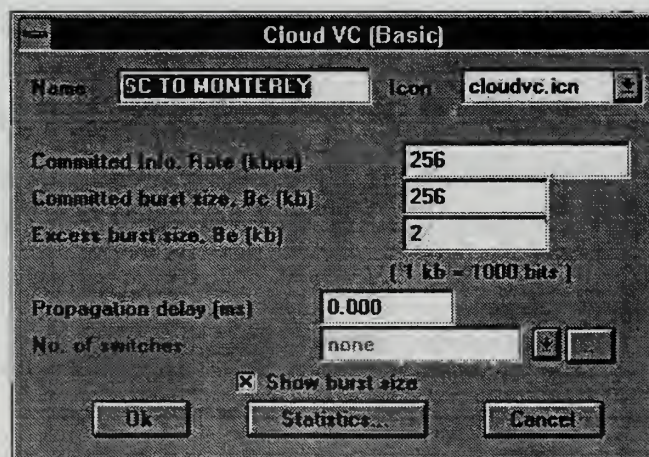 Cloud VC (Basic)
Name SC TO MONTEREY Icon cloudvc.icn
Committed Info. Rate (kbps) 256
Committed burst size, Bc (kb) 256
Excess burst size, Be (kb) 2
( 1 kb = 1000 bits )
Propagation delay (ms) 0.000
No. of switches none ...
Show burst size
Ok Statistics... Cancel